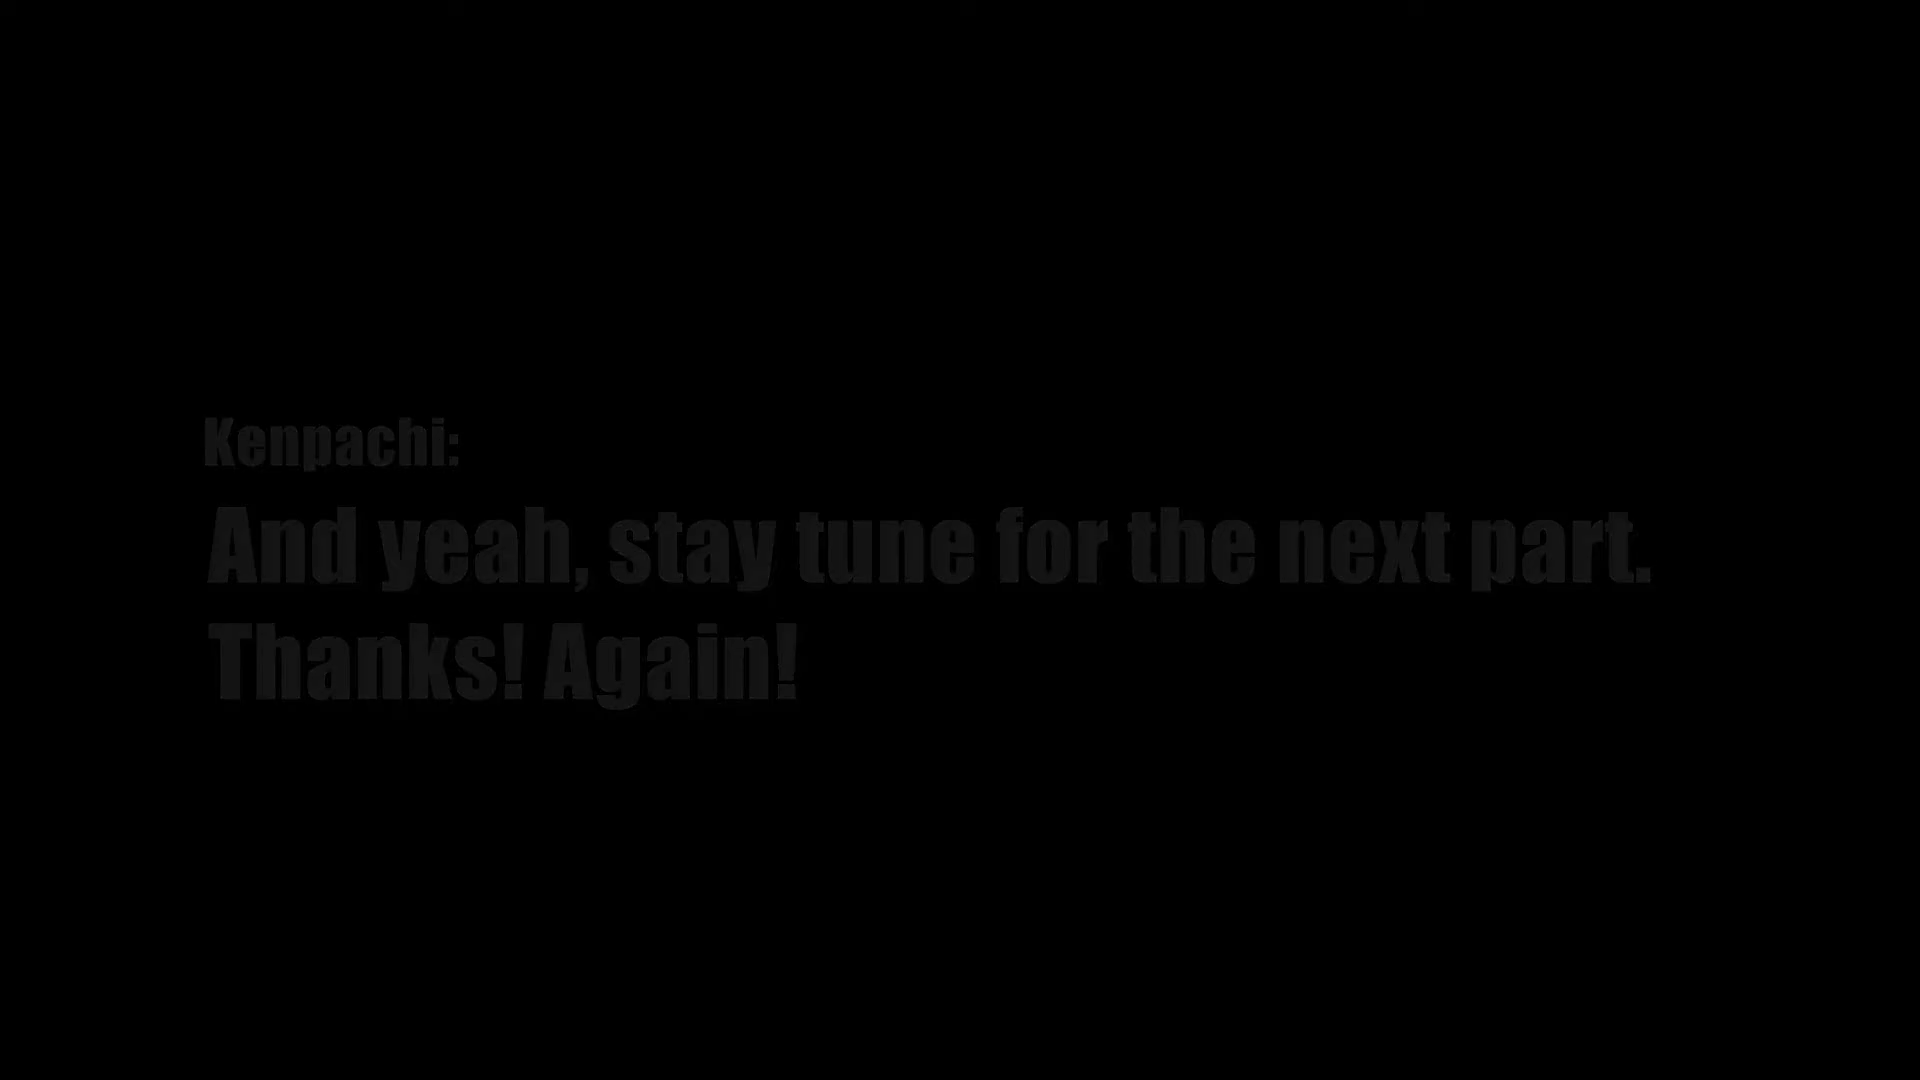 Kenpachi:
And yeah, stay tune for the next part.
Thanks! Again!